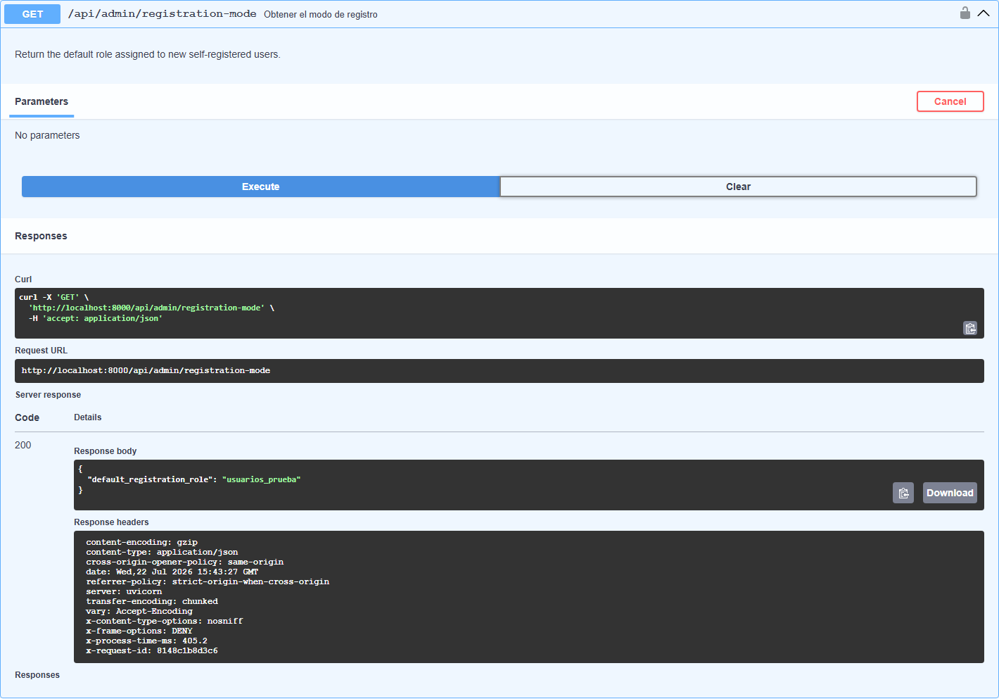 GET /api/admin/registration-mode Obtener el modo de registro
Return the default role assigned to new self-registered users.
Parameters
Cancel
No parameters
Execute
Clear
Responses
Curl
curl -X 'GET' \
'http://localhost:8000/api/admin/registration-mode' \
-H 'accept: application/json'
Request URL
http://localhost:8000/api/admin/registration-mode
Server response
Code Details
200
Response body
{
"default_registration_role": "usuarios_prueba"
}
Download
Response headers
content-encoding: gzip
content-type: application/json
cross-origin-opener-policy: same-origin
date: Wed,22 Jul 2026 15:43:27 GMT
referrer-policy: strict-origin-when-cross-origin
server: uvicorn
transfer-encoding: chunked
vary: Accept-Encoding
x-content-type-options: nosniff
x-frame-options: DENY
x-process-time-ms: 405.2
x-request-id: 8148c1b8d3c6
Responses